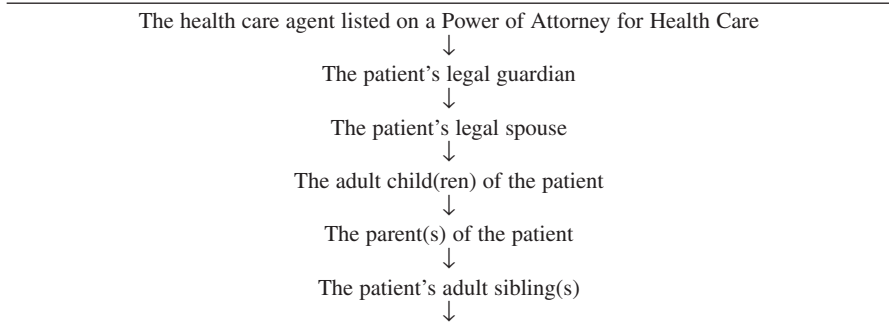 The health care agent listed on a Power of Attorney for Health Care
↓
The patient's legal guardian
↓
The patient's legal spouse
↓
The adult child(ren) of the patient
↓
The parent(s) of the patient
↓
The patient's adult sibling(s)
↓